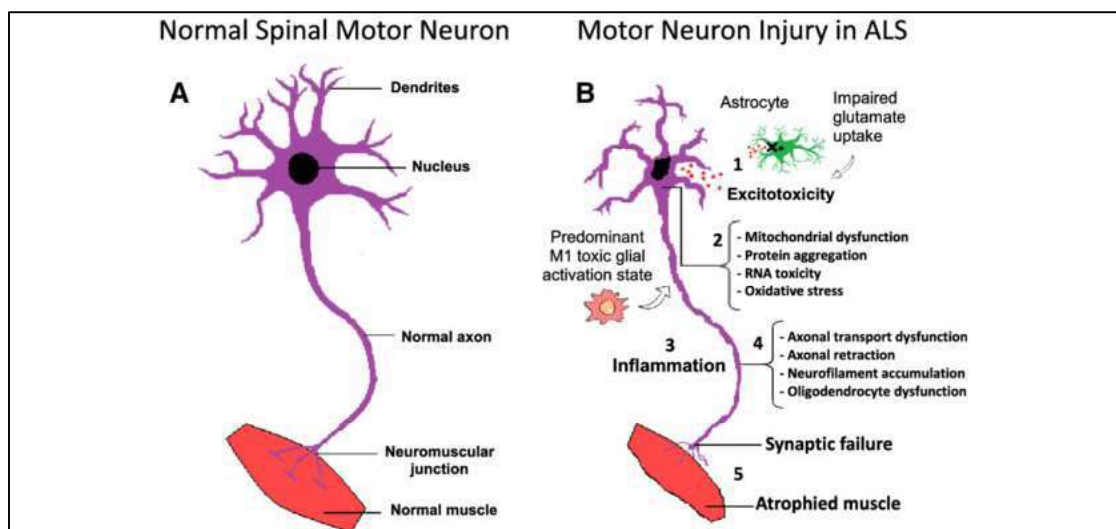 Normal Spinal Motor Neuron
A
Dendrites
Nucleus
Normal axon
Neuromuscular
junction
Normal muscle
Motor Neuron Injury in ALS
B
Astrocyte
Impaired
glutamate
uptake
1
Excitotoxicity
2
- Mitochondrial dysfunction
- Protein aggregation
- RNA toxicity
- Oxidative stress
Predominant
M1 toxic glial
activation state
3
Inflammation
4
- Axonal transport dysfunction
- Axonal retraction
- Neurofilament accumulation
- Oligodendrocyte dysfunction
Synaptic failure
5
Atrophied muscle